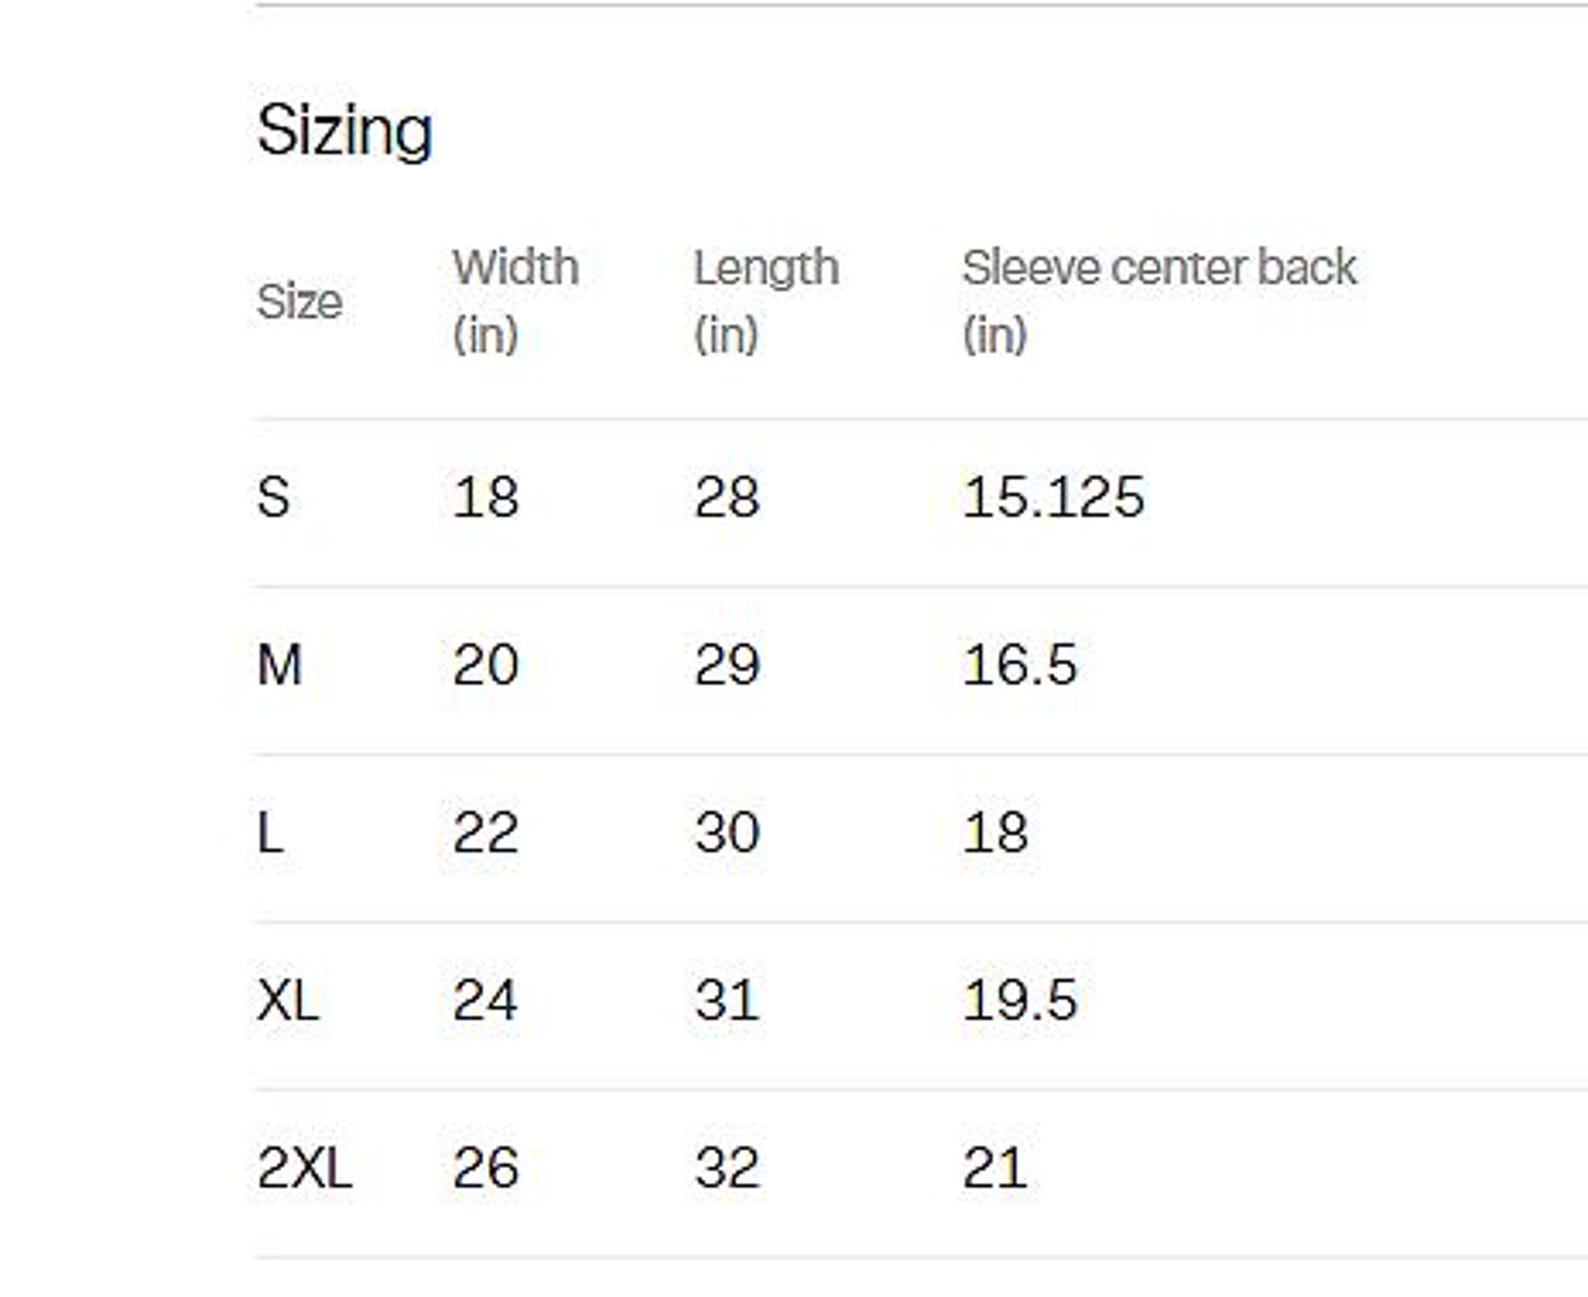 Sizing
Size Width (in) Length (in) Sleeve center back (in)
S 18 28 15.125
M 20 29 16.5
L 22 30 18
XL 24 31 19.5
2XL 26 32 21